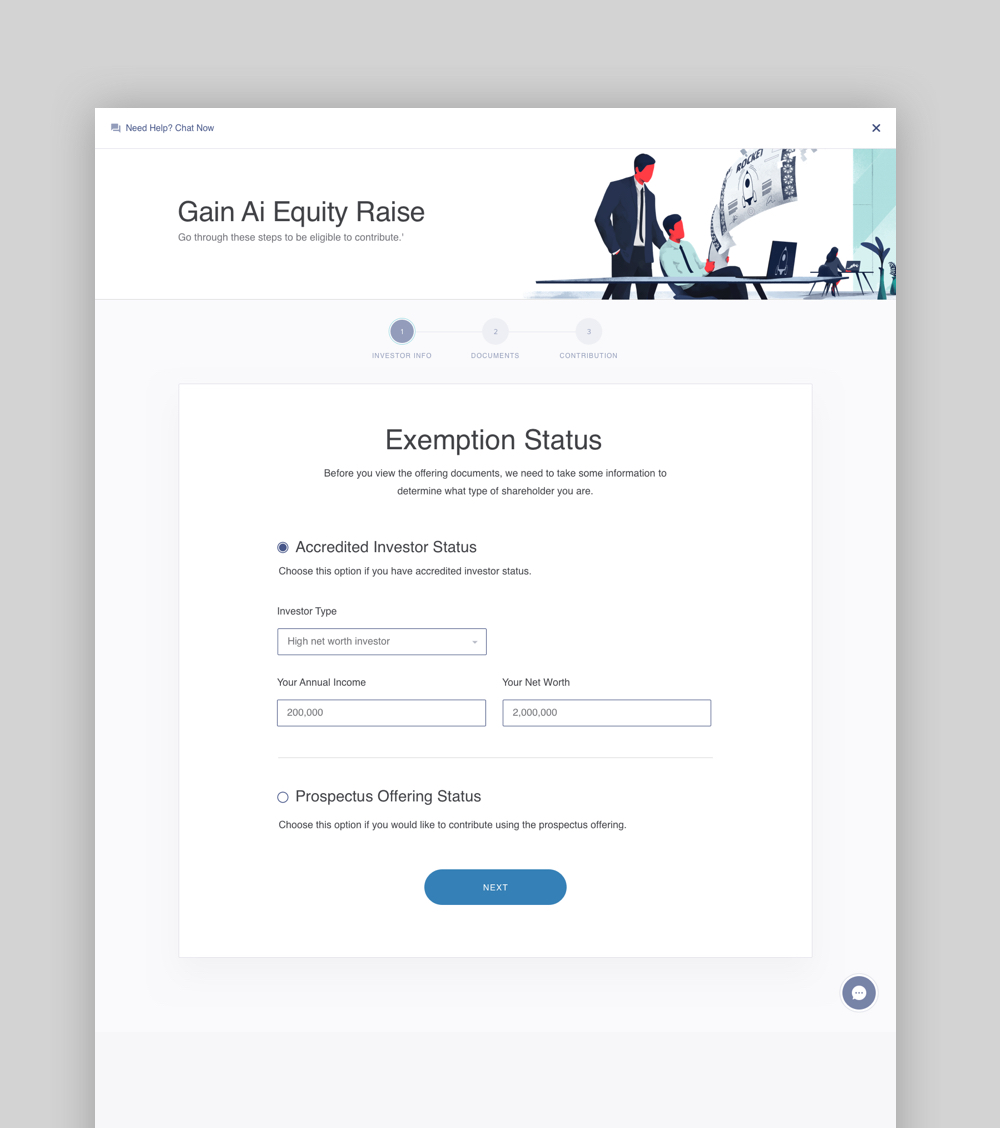 Need Help? Chat Now
ROCKET
Gain Ai Equity Raise
Go through these steps to be eligible to contribute.'
1
2
3
INVESTOR INFO
DOCUMENTS
CONTRIBUTION
Exemption Status
Before you view the offering documents, we need to take some information to
determine what type of shareholder you are.
Accredited Investor Status
Choose this option if you have accredited investor status.
Investor Type
High net worth investor
Your Annual Income
Your Net Worth
200,000
2,000,000
Prospectus Offering Status
Choose this option if you would like to contribute using the prospectus offering.
NEXT